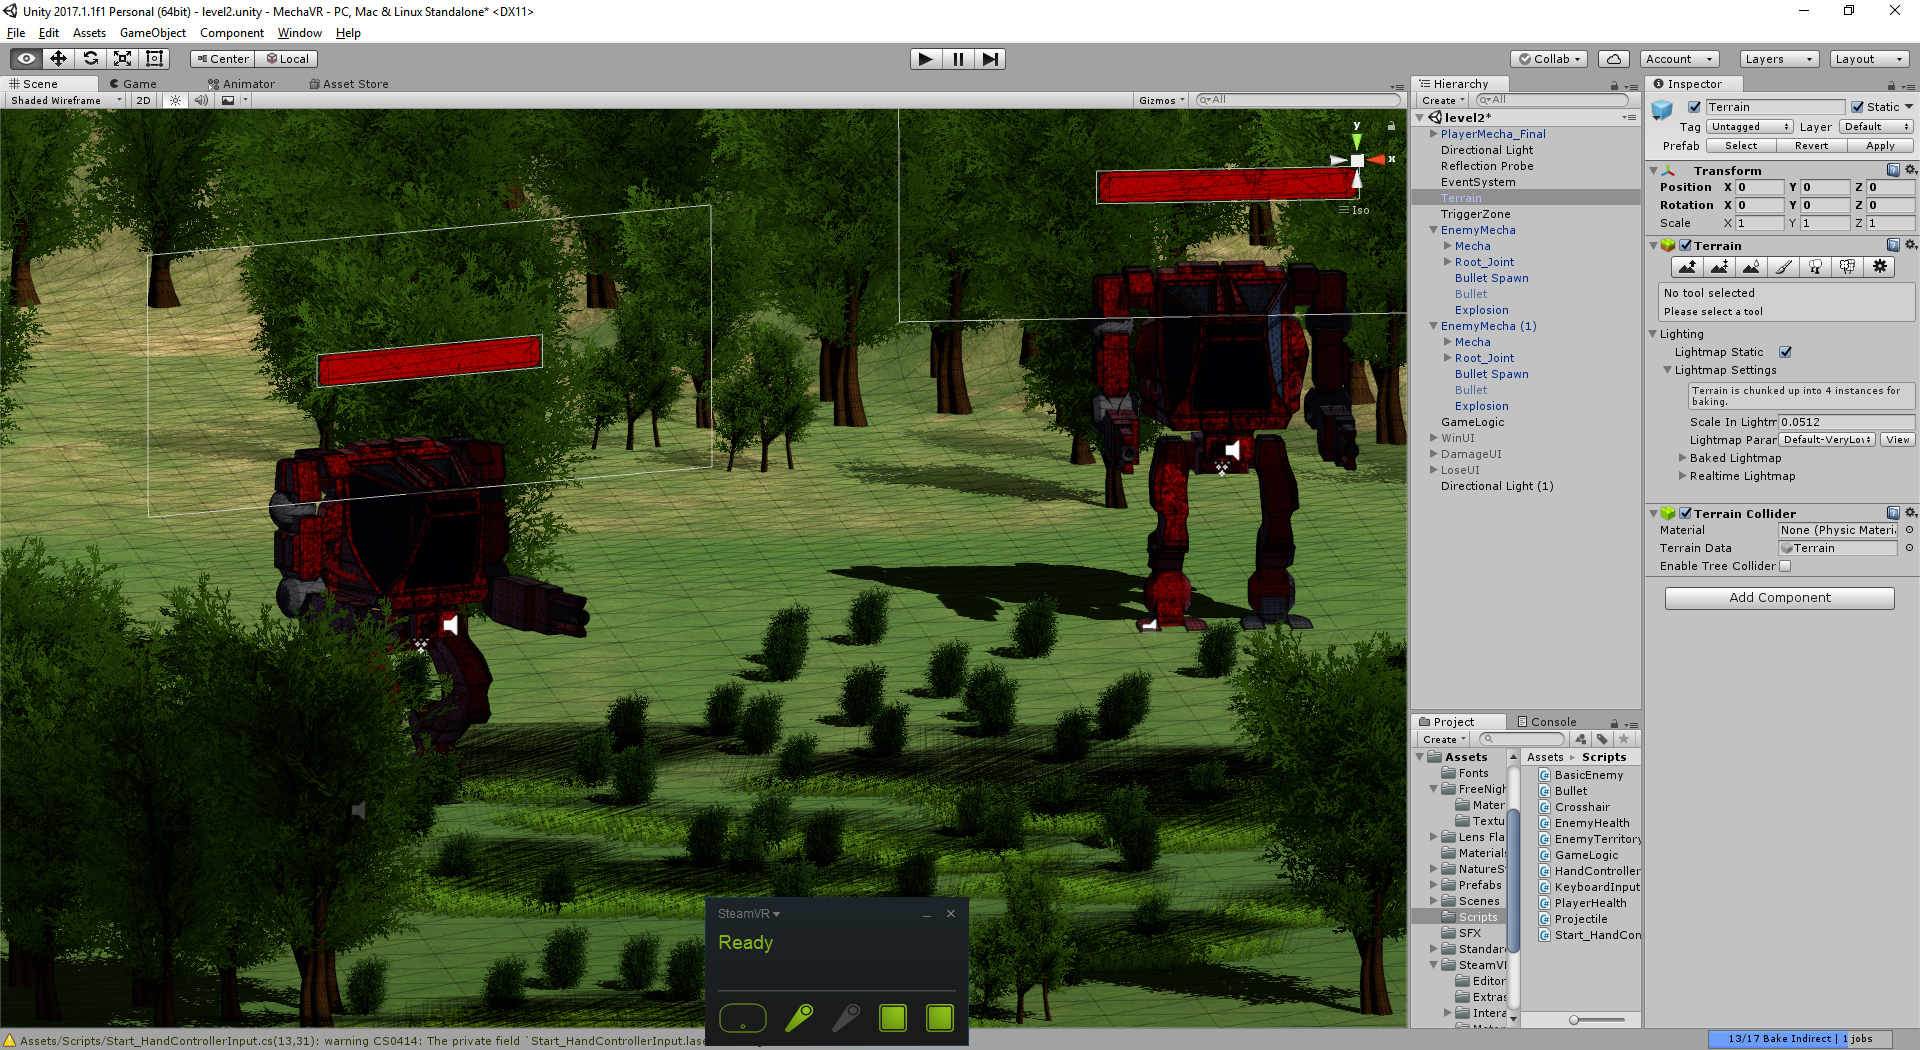 Unity 2017.1.1f1 Personal (64bit) - level2.unity - MechaVR - PC, Mac & Linux Standalone* <DX11>
File Edit Assets GameObject Component Window Help
Center Local Collab Account Layers Layout
Scene Game Animator Asset Store
Shaded Wireframe 2D Gizmos All
y
x
Iso
Hierarchy
Create All
level2*
PlayerMecha_Final
Directional Light
Reflection Probe
EventSystem
Terrain
TriggerZone
EnemyMecha
Mecha
Root_Joint
Bullet Spawn
Bullet
Explosion
EnemyMecha (1)
Mecha
Root_Joint
Bullet Spawn
Bullet
Explosion
GameLogic
WinUI
DamageUI
LoseUI
Directional Light (1)
Inspector
Terrain Static
Tag Untagged Layer Default
Prefab Select Revert Apply
Transform
Position X 0 Y 0 Z 0
Rotation X 0 Y 0 Z 0
Scale X 1 Y 1 Z 1
Terrain
No tool selected
Please select a tool
Lighting
Lightmap Static
Lightmap Settings
Terrain is chunked up into 4 instances for
baking.
Scale In Lightm 0.0512
Lightmap Parar Default-VeryLov View
Baked Lightmap
Realtime Lightmap
Terrain Collider
Material None (Physic Materi
Terrain Data Terrain
Enable Tree Collider
Add Component
Project Console
Create
Assets
Fonts
FreeNigh
Mater
Textu
Lens Fla
Materials
NatureS
Prefabs
Scenes
Scripts
SFX
Standar
SteamV
Editor
Extras
Intera
Assets Scripts
BasicEnemy
Bullet
Crosshair
EnemyHealth
EnemyTerritory
GameLogic
HandController
KeyboardInput
PlayerHealth
Projectile
Start_HandCon
SteamVR
Ready
Assets/Scripts/Start_HandControllerInput.cs(13,31): warning CS0414: The private field `Start_HandControllerInput.lase
13/17 Bake Indirect | 1 jobs